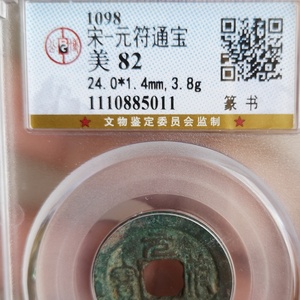 1098
宋-元符通宝
美 82
24.0*1.4mm,3.8g
1110885011 篆书
★ 文物鉴定委员会监制 ★